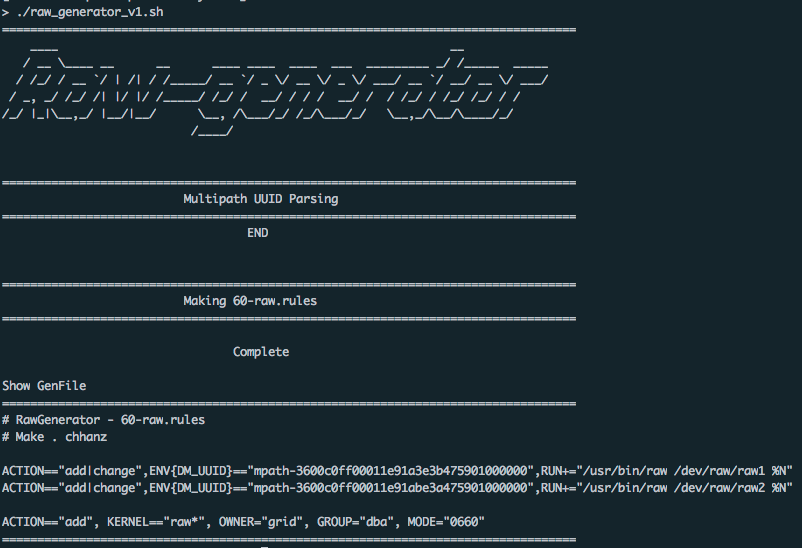 > ./raw_generator_v1.sh
Raw-generator
Multipath UUID Parsing
END
Making 60-raw.rules
Complete
Show GenFile
# RawGenerator - 60-raw.rules
# Make . chhanz
ACTION=="add|change",ENV{DM_UUID}=="mpath-3600c0ff00011e91a3e3b475901000000",RUN+="/usr/bin/raw /dev/raw/raw1 %N"
ACTION=="add|change",ENV{DM_UUID}=="mpath-3600c0ff00011e91abe3a475901000000",RUN+="/usr/bin/raw /dev/raw/raw2 %N"
ACTION=="add", KERNEL=="raw*", OWNER="grid", GROUP="dba", MODE="0660"